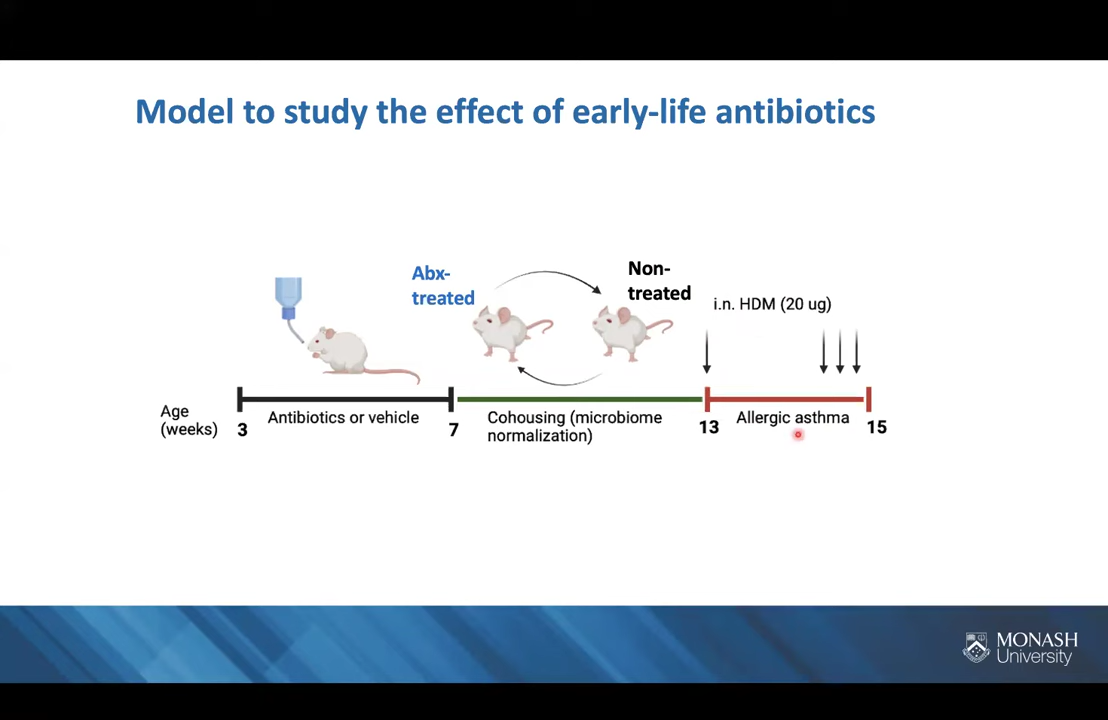 Model to study the effect of early-life antibiotics
Abx-
treated
Non-
treated
i.n. HDM (20 ug)
Age
(weeks)
3
Antibiotics or vehicle
7
Cohousing (microbiome
normalization)
13
Allergic asthma
15
MONASH
University